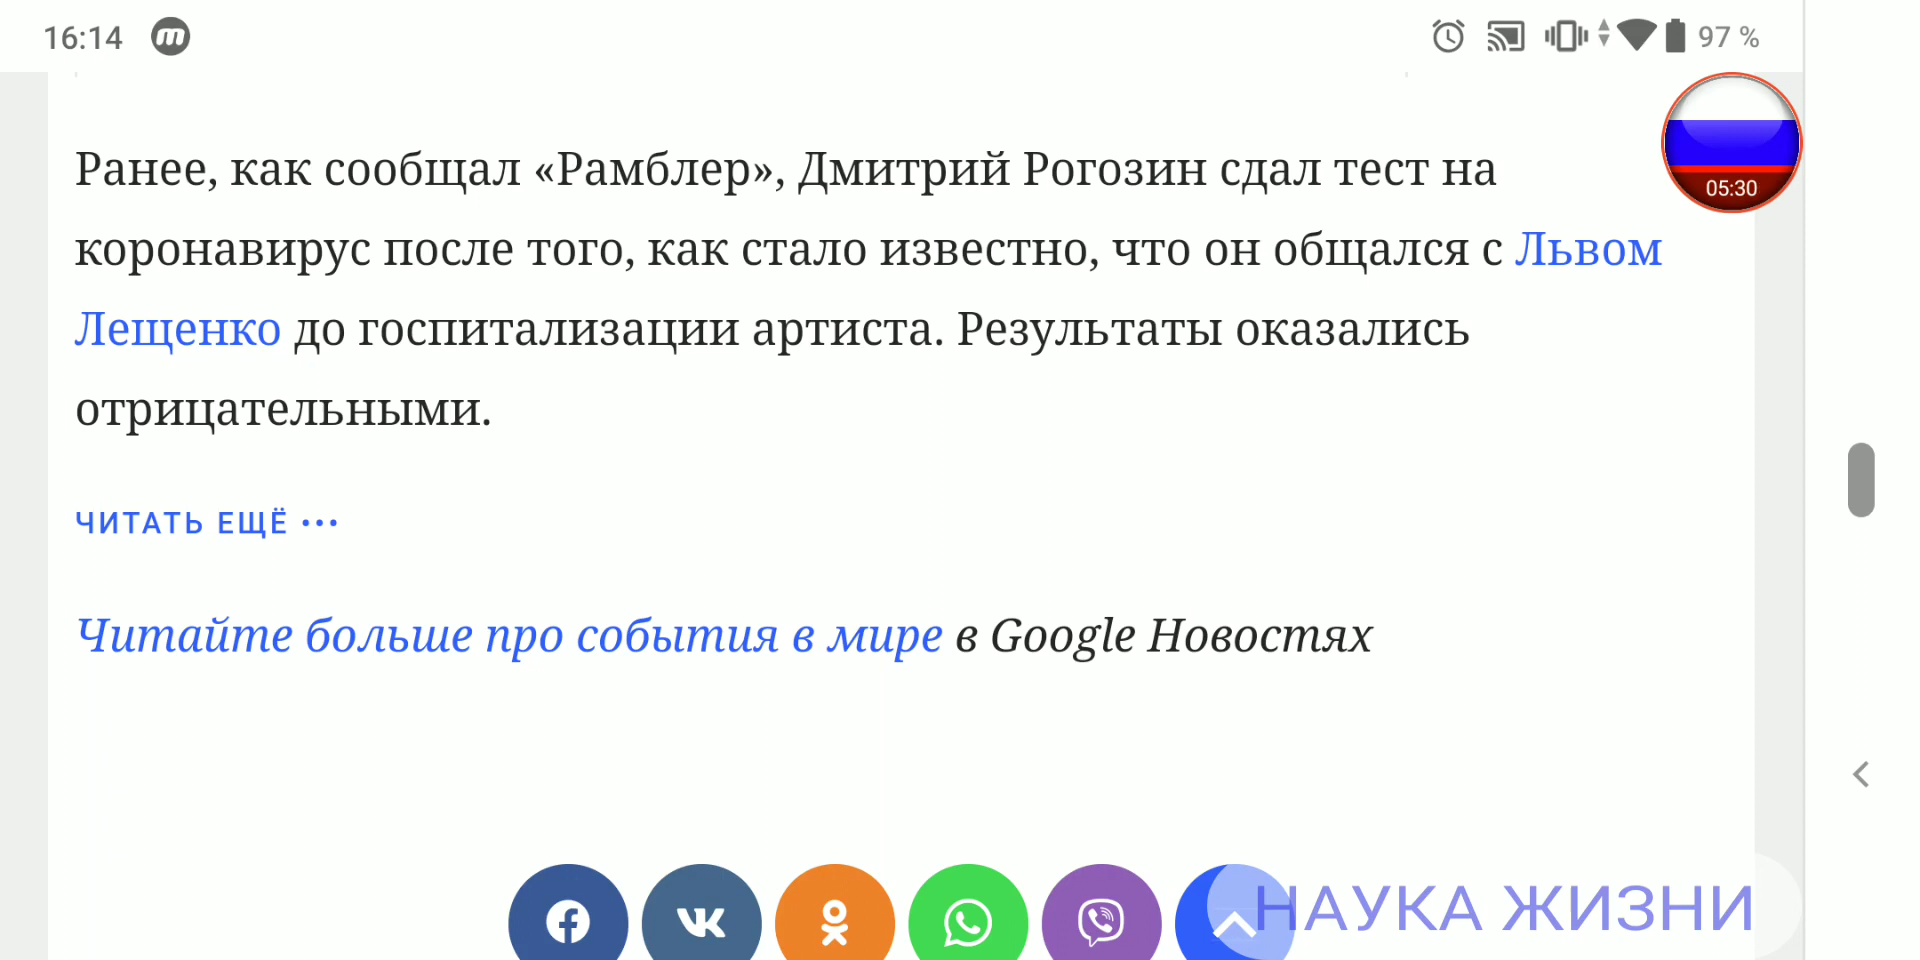 16:14
97 %
05:30
Ранее, как сообщал «Рамблер», Дмитрий Рогозин сдал тест на
коронавирус после того, как стало известно, что он общался с Львом
Лещенко до госпитализации артиста. Результаты оказались
отрицательными.
ЧИТАТЬ ЕЩЁ •••
Читайте больше про события в мире в Google Новостях
НАУКА ЖИЗНИ